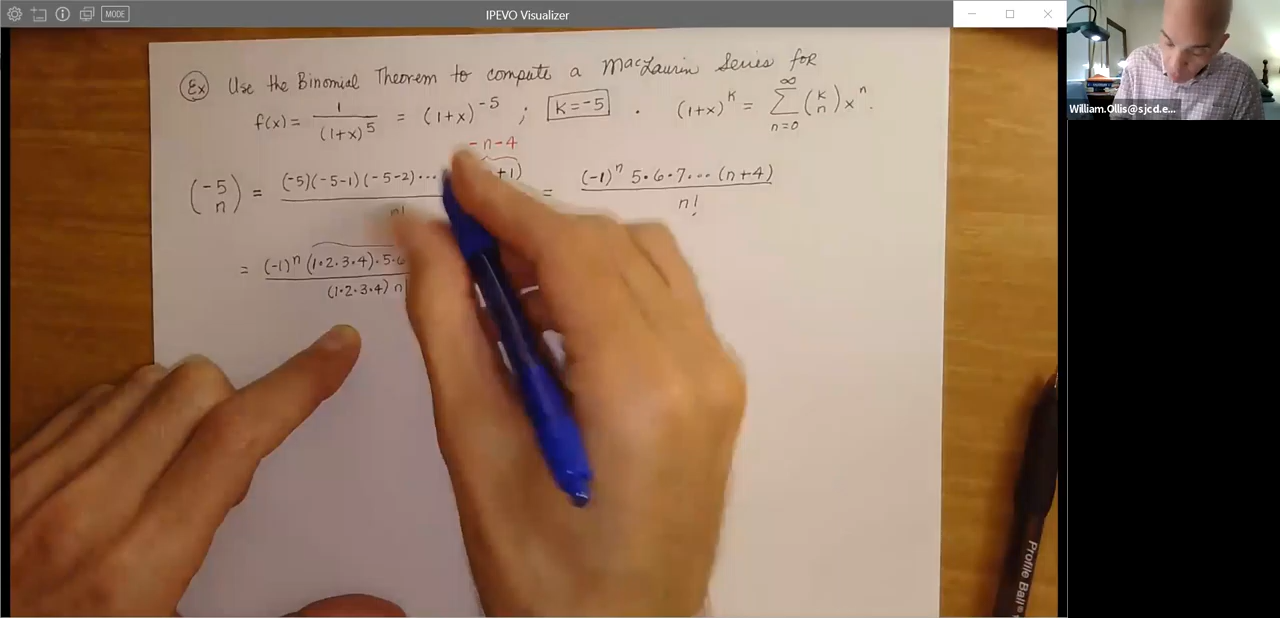 MODE
IPEVO Visualizer
William.Ollis@sjcd.e...
Ex Use the Binomial Theorem to compute a MacLaurin Series for
f(x) = 1/(1+x)^5 = (1+x)^-5 ; k = -5 . (1+x)^k = ∑_{n=0}^{∞} (k n) x^n.
-n-4
(-5 n) = (-5)(-5-1)(-5-2)... +1) / n! = (-1)^n 5·6·7... (n+4) / n!
= (-1)^n (1·2·3·4)·5·6 / (1·2·3·4) n!
Profile Ball